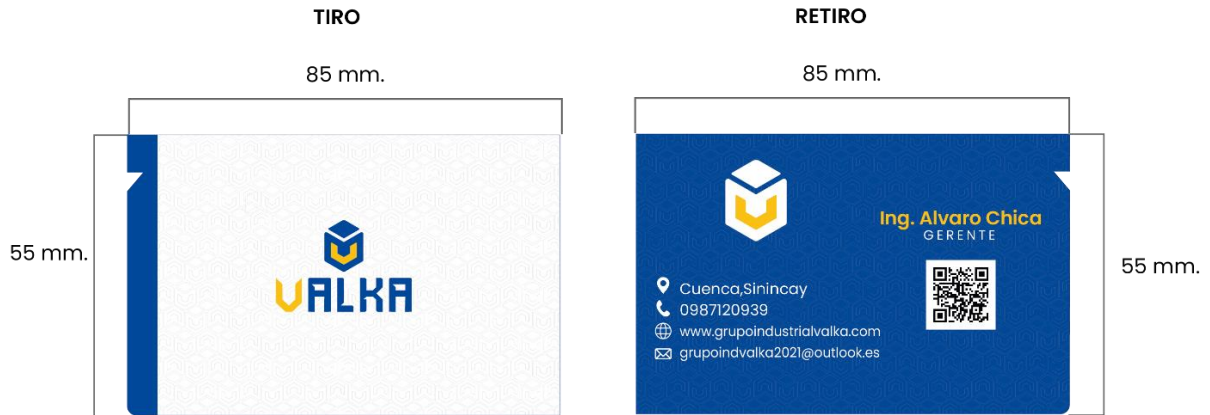 TIRO
85 mm.
55 mm.
VALKA
RETIRO
85 mm.
Ing. Alvaro Chica
GERENTE
Cuenca,Sinincay
0987120939
www.grupoindustrialvalka.com
grupoindvalka2021@outlook.es
55 mm.